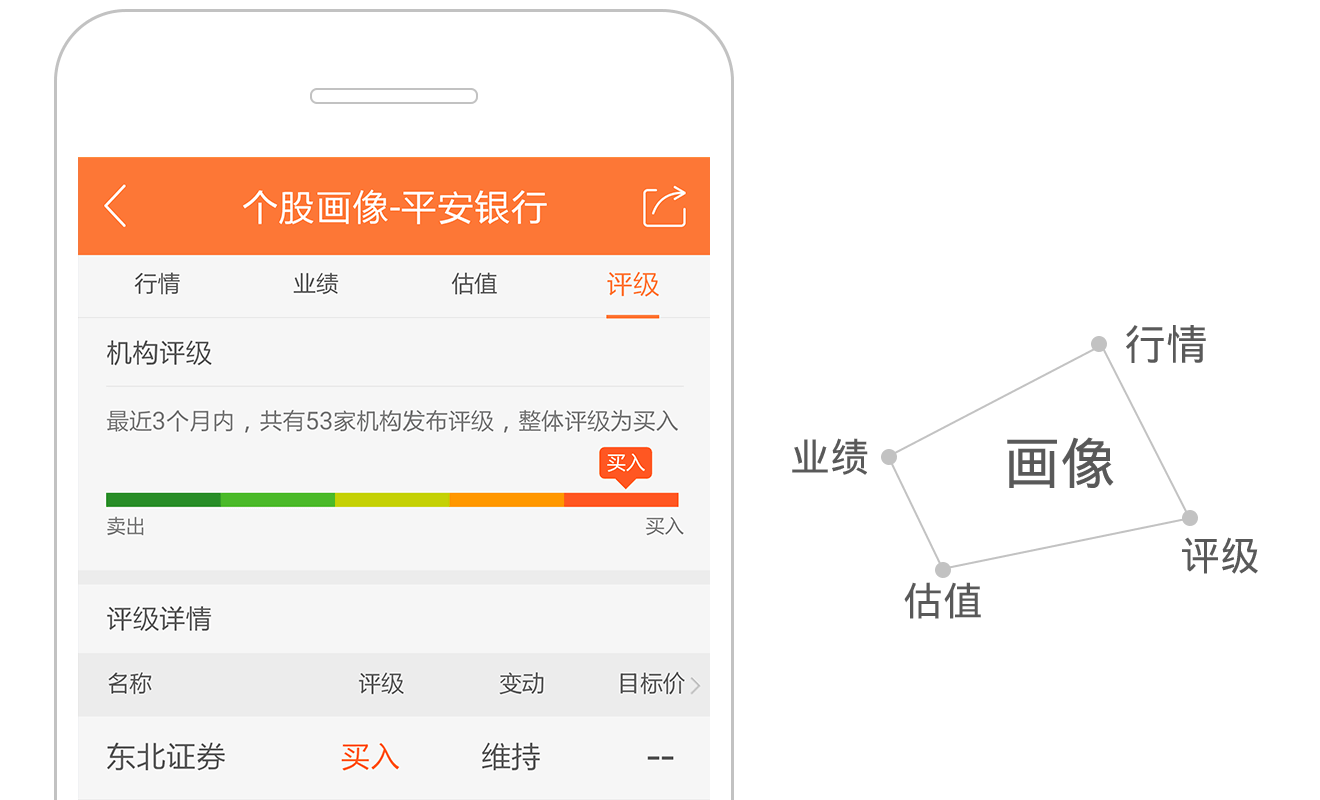 个股画像-平安银行
行情 业绩 估值 评级
机构评级
最近3个月内，共有53家机构发布评级，整体评级为买入
买入
卖出 买入
评级详情
名称 评级 变动 目标价
东北证券 买入 维持 --
行情
业绩
画像
评级
估值